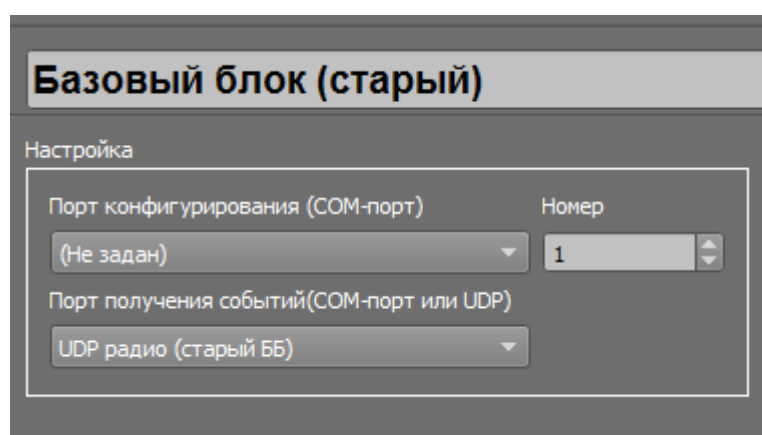 Базовый блок (старый)
Настройка
Порт конфигурирования (COM-порт) Номер
(Не задан) 1
Порт получения событий(COM-порт или UDP)
UDP радио (старый ББ)